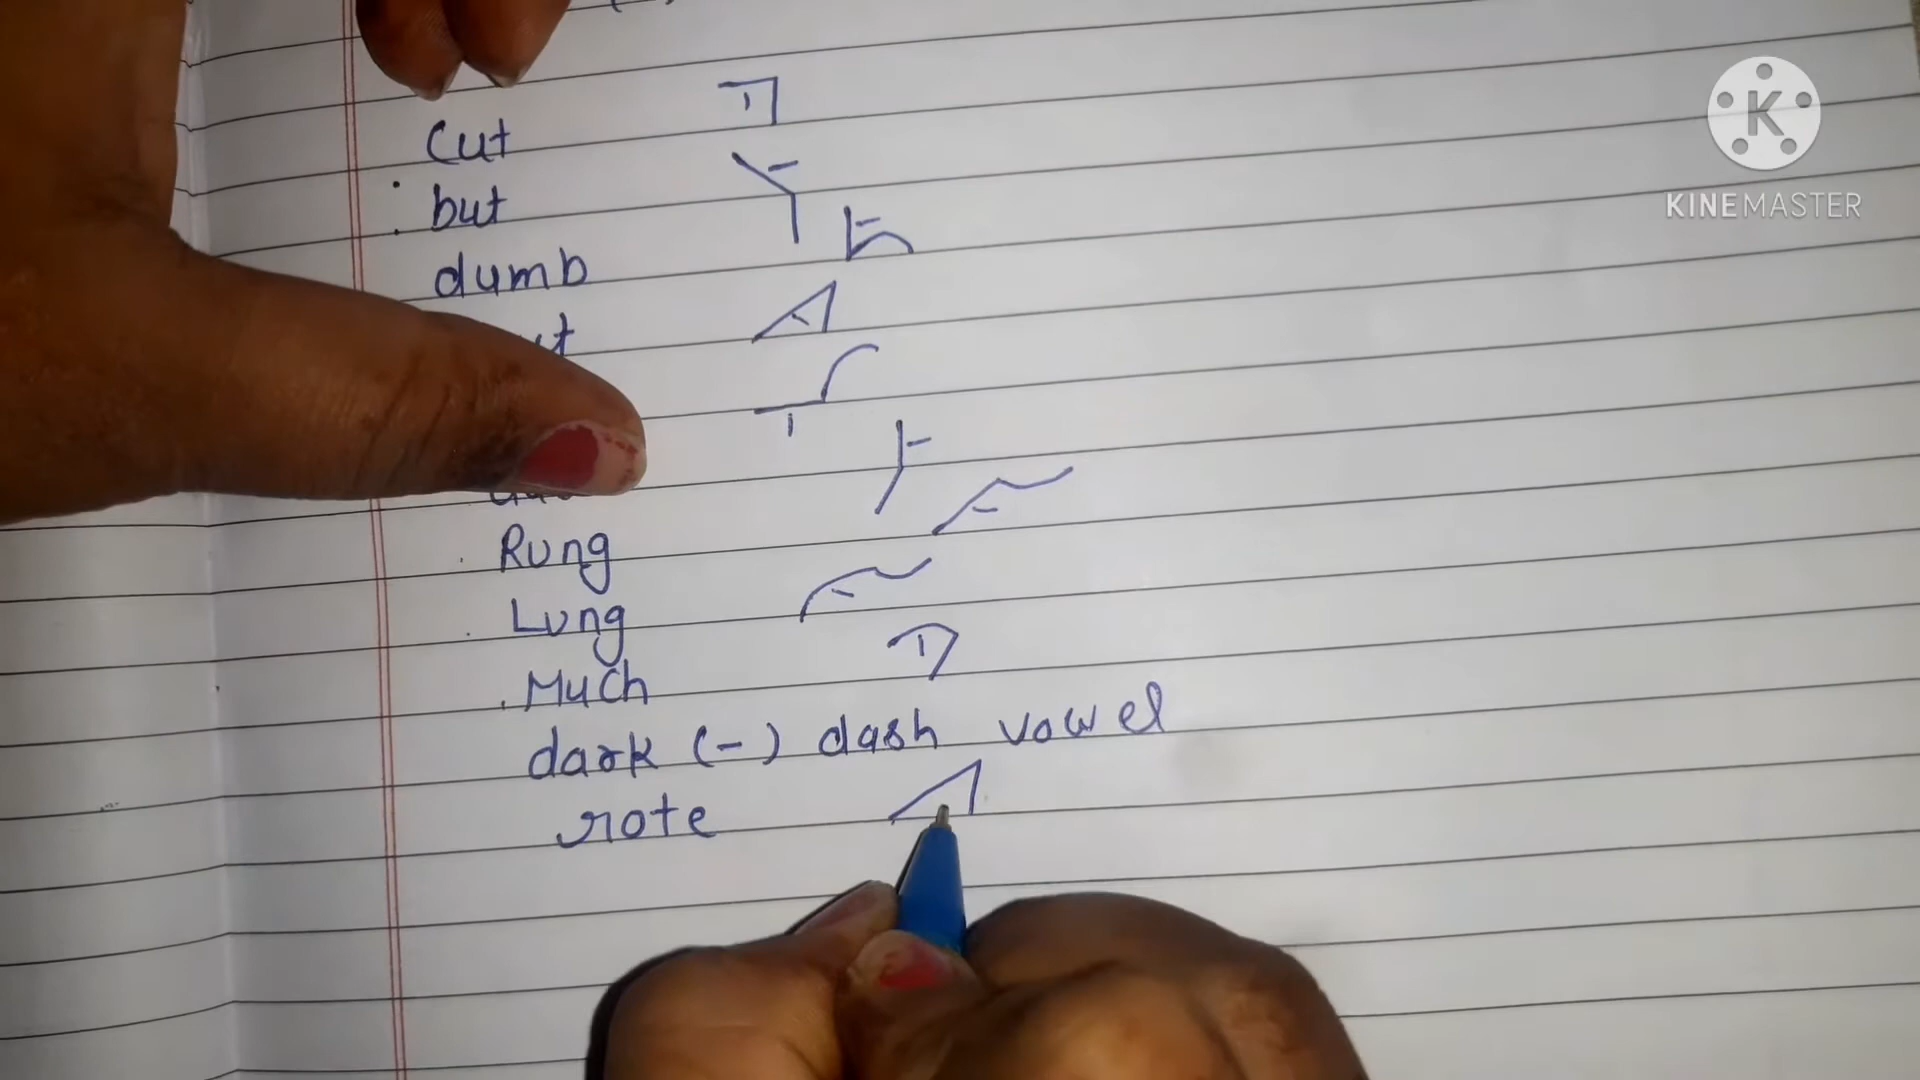 Cut
but
dumb
Rung
Lung
Much
dark (-) dash vowel
rote
K
KINEMASTER